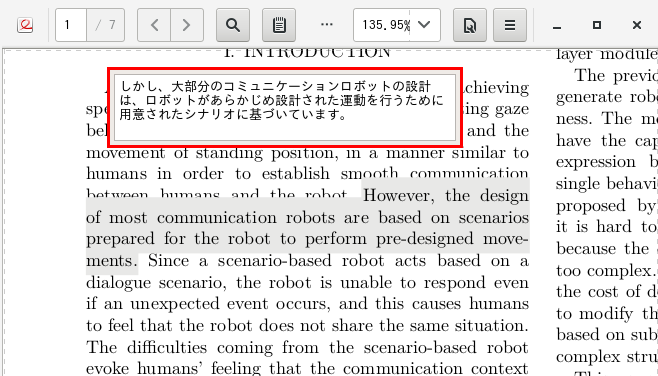 1 / 7 ... 135.95%
I. INTRODUCTION
しかし、大部分のコミュニケーションロボットの設計
は、ロボットがあらかじめ設計された運動を行うために
用意されたシナリオに基づいています。
achieving
spe
ing gaze
and the
movement of standing position, in a manner similar to
humans in order to establish smooth communication
between humans and the robot. However, the design
of most communication robots are based on scenarios
prepared for the robot to perform pre-designed move-
ments. Since a scenario-based robot acts based on a
dialogue scenario, the robot is unable to respond even
if an unexpected event occurs, and this causes humans
to feel that the robot does not share the same situation.
The difficulties coming from the scenario-based robot
evoke humans' feeling that the communication context
layer module
The previo
generate robo
ness. The mo
have the cap
expression b
single behavi
proposed by
it is hard to
because the
too complex.
the cost of d
to modify th
based on sub
complex stru